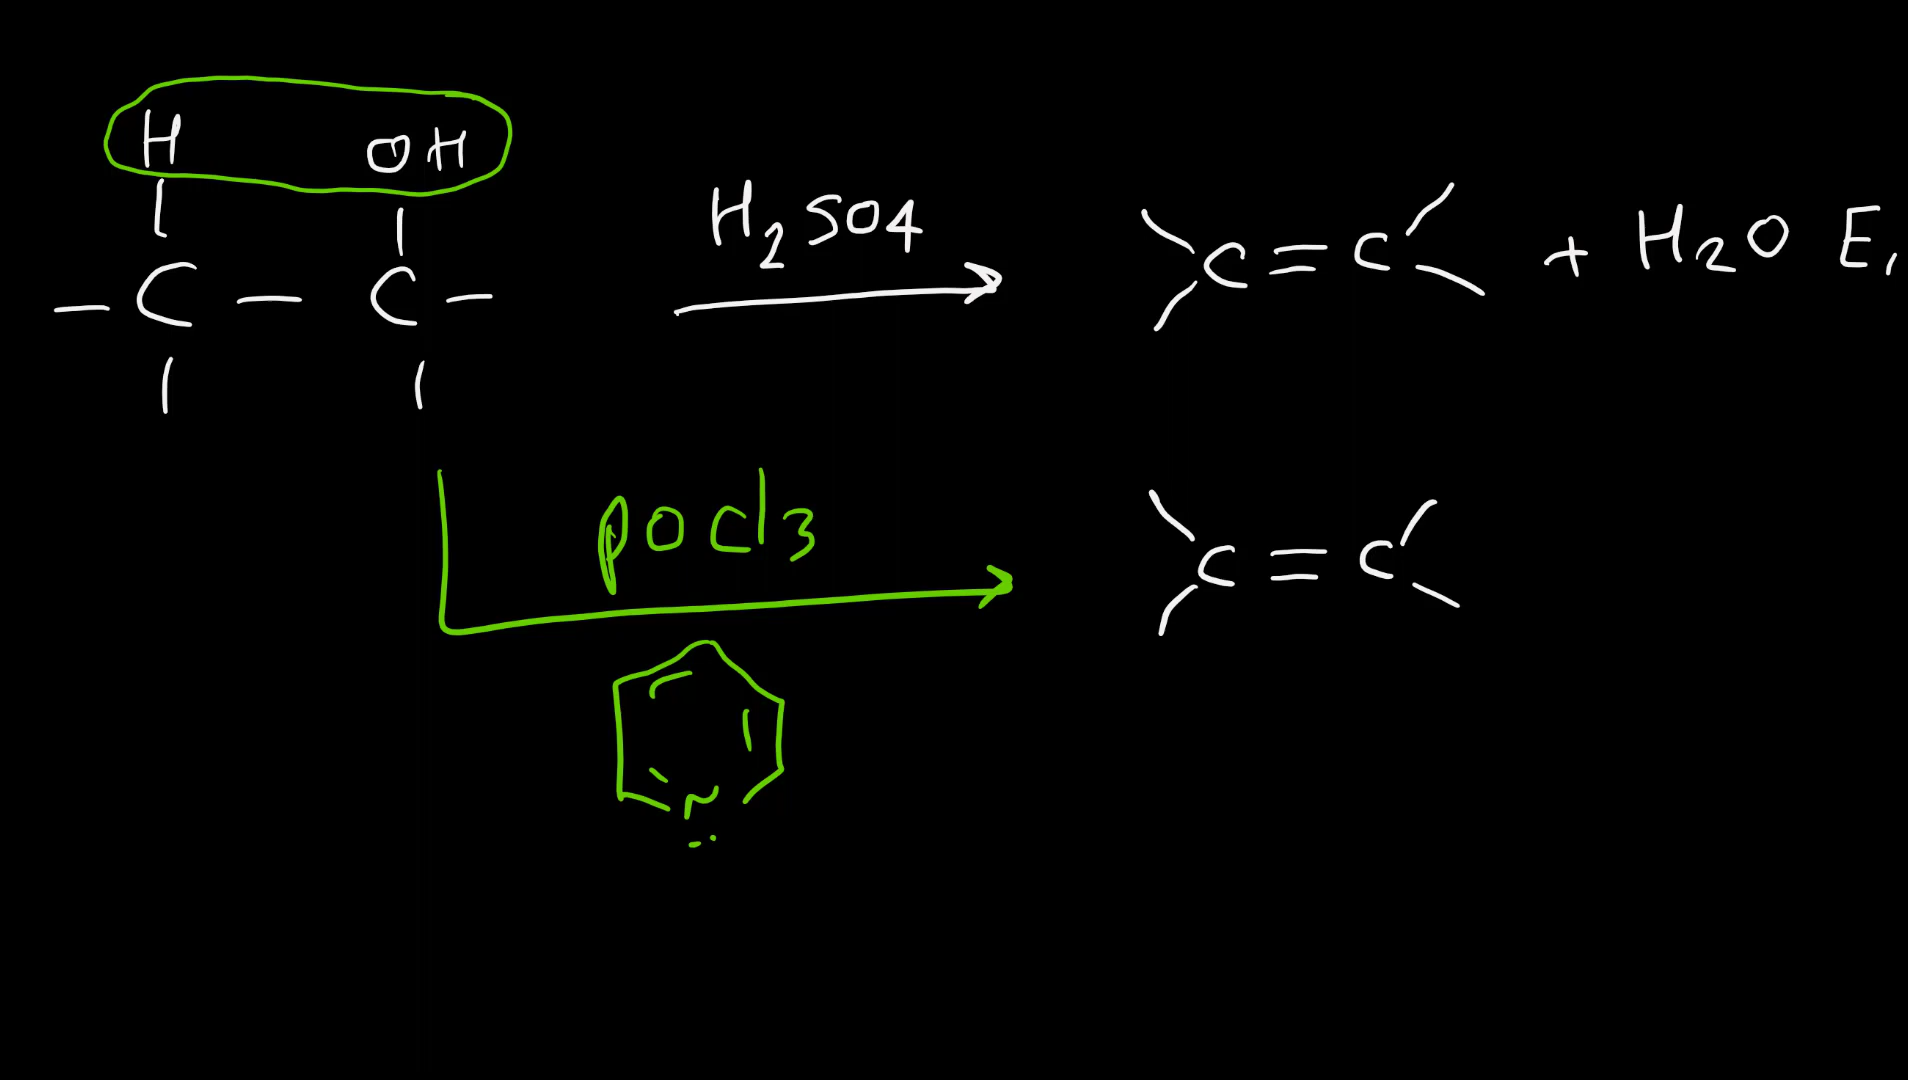 H OH
H2SO4
C - C
C = C + H2O E1
POCl3
C = C
N